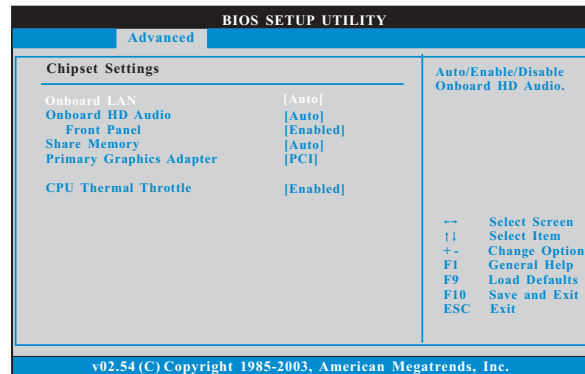 BIOS SETUP UTILITY
Advanced
Chipset Settings
Onboard LAN [Auto]
Onboard HD Audio [Auto]
Front Panel [Enabled]
Share Memory [Auto]
Primary Graphics Adapter [PCI]
CPU Thermal Throttle [Enabled]
Auto/Enable/Disable
Onboard HD Audio.
←→ Select Screen
↑↓ Select Item
+ - Change Option
F1 General Help
F9 Load Defaults
F10 Save and Exit
ESC Exit
v02.54 (C) Copyright 1985-2003, American Megatrends, Inc.